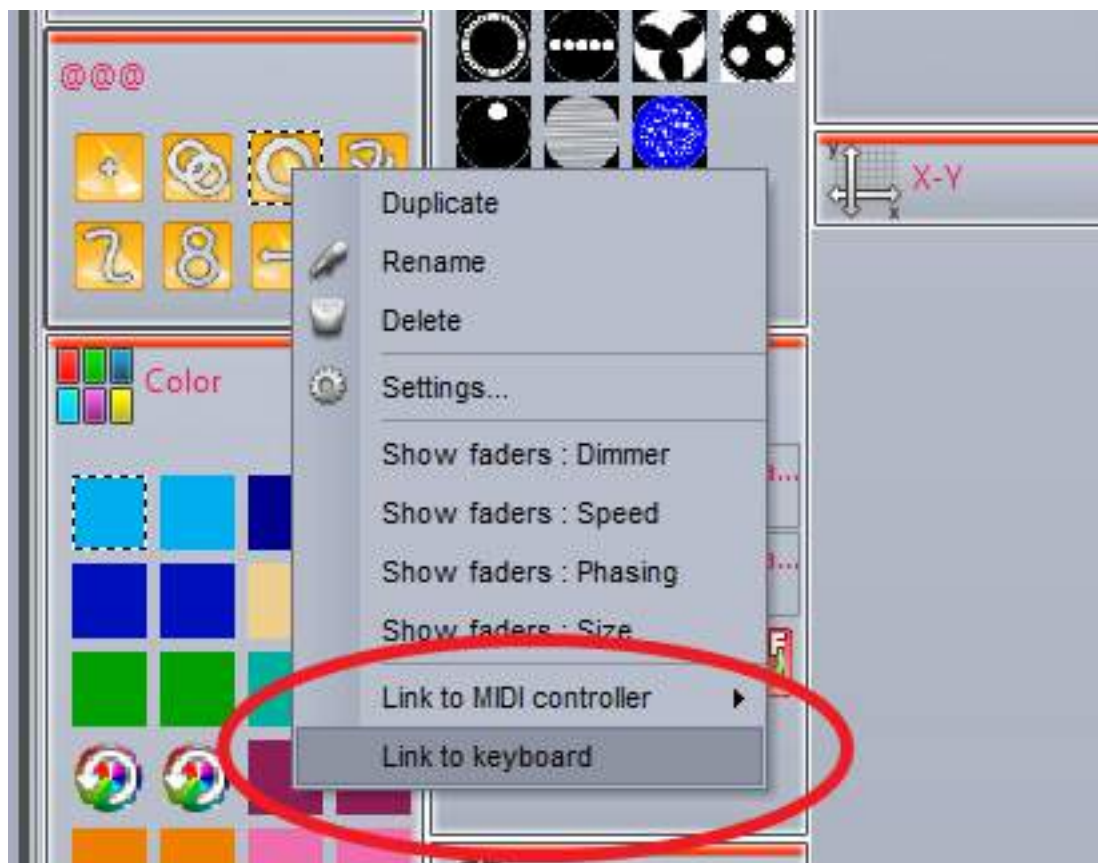 @@@
X-Y
y
x
Duplicate
Rename
Delete
Settings...
Color
Show faders : Dimmer
Show faders : Speed
Show faders : Phasing
Show faders : Size
Link to MIDI controller
Link to keyboard